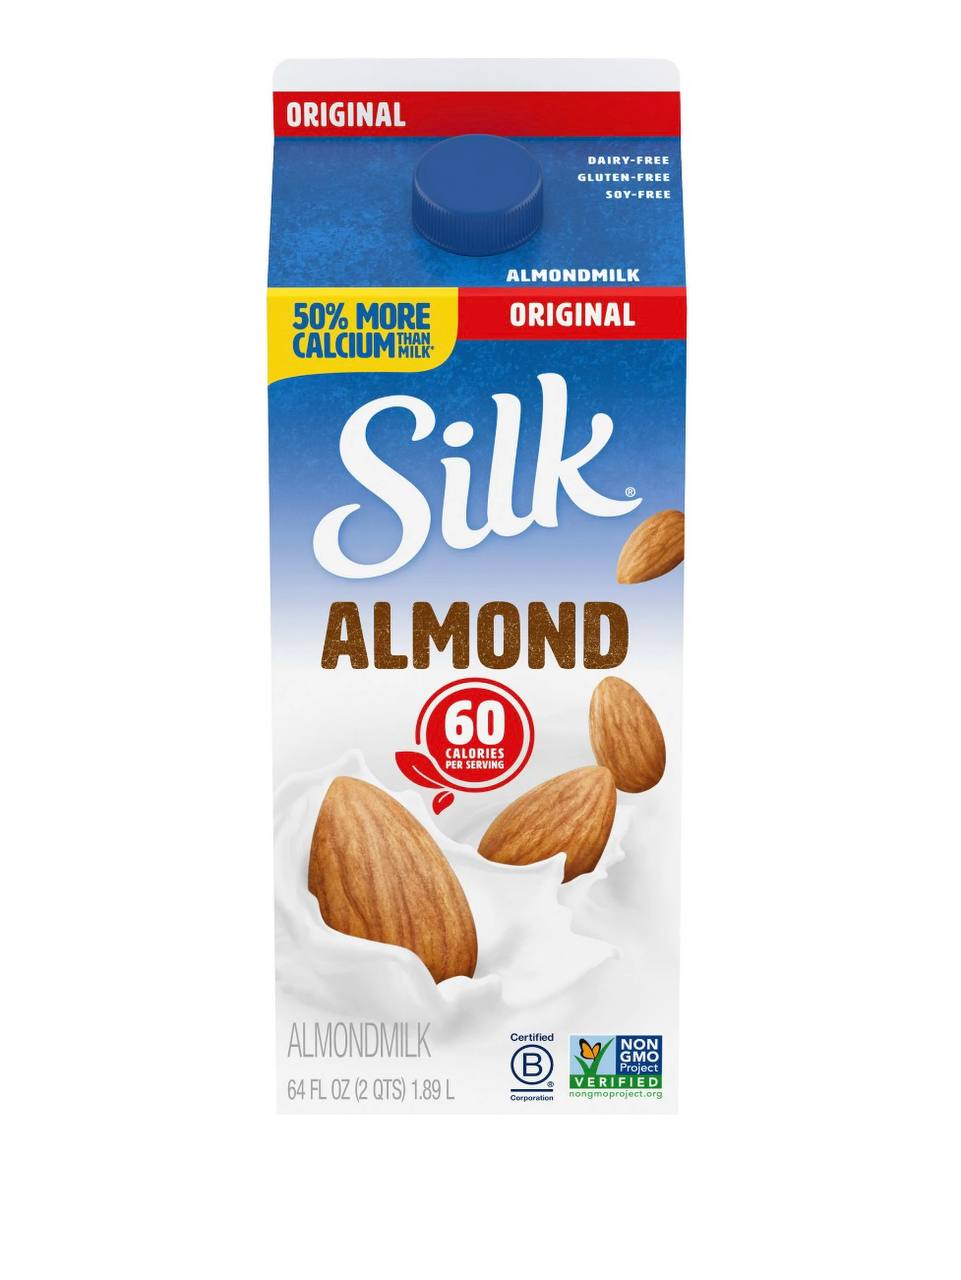 ORIGINAL
DAIRY-FREE
GLUTEN-FREE
SOY-FREE
ALMONDMILK
50% MORE
CALCIUM THAN MILK*
ORIGINAL
Silk®
ALMOND
60
CALORIES
PER SERVING
ALMONDMILK
64 FL OZ (2 QTS) 1.89 L
Certified
B
®
Corporation
NON
GMO
Project
VERIFIED
nongmoproject.org